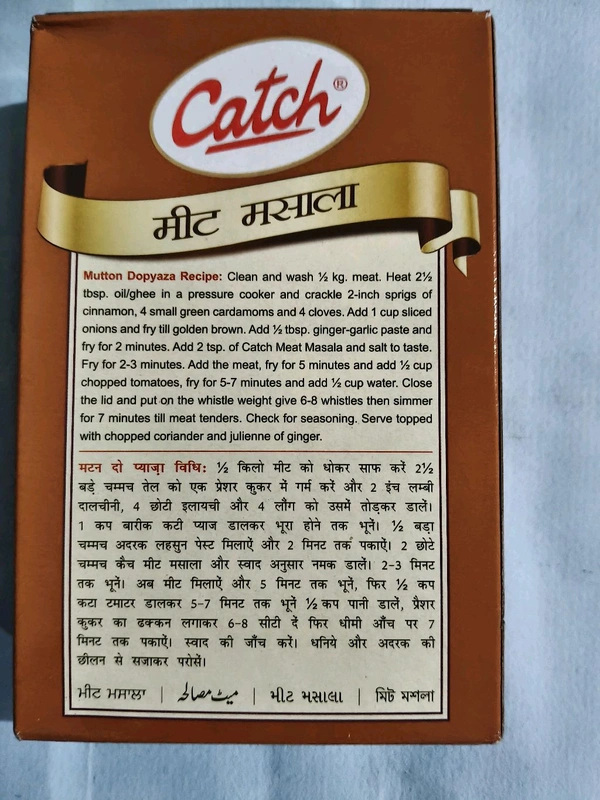 Catch®
मीट मसाला
Mutton Dopyaza Recipe: Clean and wash ½ kg. meat. Heat 2½
tbsp. oil/ghee in a pressure cooker and crackle 2-inch sprigs of
cinnamon, 4 small green cardamoms and 4 cloves. Add 1 cup sliced
onions and fry till golden brown. Add ½ tbsp. ginger-garlic paste and
fry for 2 minutes. Add 2 tsp. of Catch Meat Masala and salt to taste.
Fry for 2-3 minutes. Add the meat, fry for 5 minutes and add ½ cup
chopped tomatoes, fry for 5-7 minutes and add ½ cup water. Close
the lid and put on the whistle weight give 6-8 whistles then simmer
for 7 minutes till meat tenders. Check for seasoning. Serve topped
with chopped coriander and julienne of ginger.
मटन दो प्याज़ा विधि: ½ किलो मीट को धोकर साफ करें 2½
बड़े चम्मच तेल को एक प्रेशर कुकर में गर्म करें और 2 इंच लम्बी
दालचीनी, 4 छोटी इलायची और 4 लौंग को उसमें तोड़कर डालें।
1 कप बारीक कटी प्याज डालकर भूरा होने तक भूनें। ½ बड़ा
चम्मच अदरक लहसुन पेस्ट मिलाऐं और 2 मिनट तक पकाऐं। 2 छोटे
चम्मच कैच मीट मसाला और स्वाद अनुसार नमक डालें। 2-3 मिनट
तक भूनें। अब मीट मिलाऐं और 5 मिनट तक भूनें, फिर ½ कप
कटा टमाटर डालकर 5-7 मिनट तक भूनें ½ कप पानी डालें, प्रैशर
कुकर का ढक्कन लगाकर 6-8 सीटी दें फिर धीमी आँच पर 7
मिनट तक पकाऐं। स्वाद की जाँच करें। धनिये और अदरक की
छीलन से सजाकर परोसें।
ਮੀਟ ਮਸਾਲਾ | میٹ مصالحہ | મીટ મસાલા | মিট মশলা